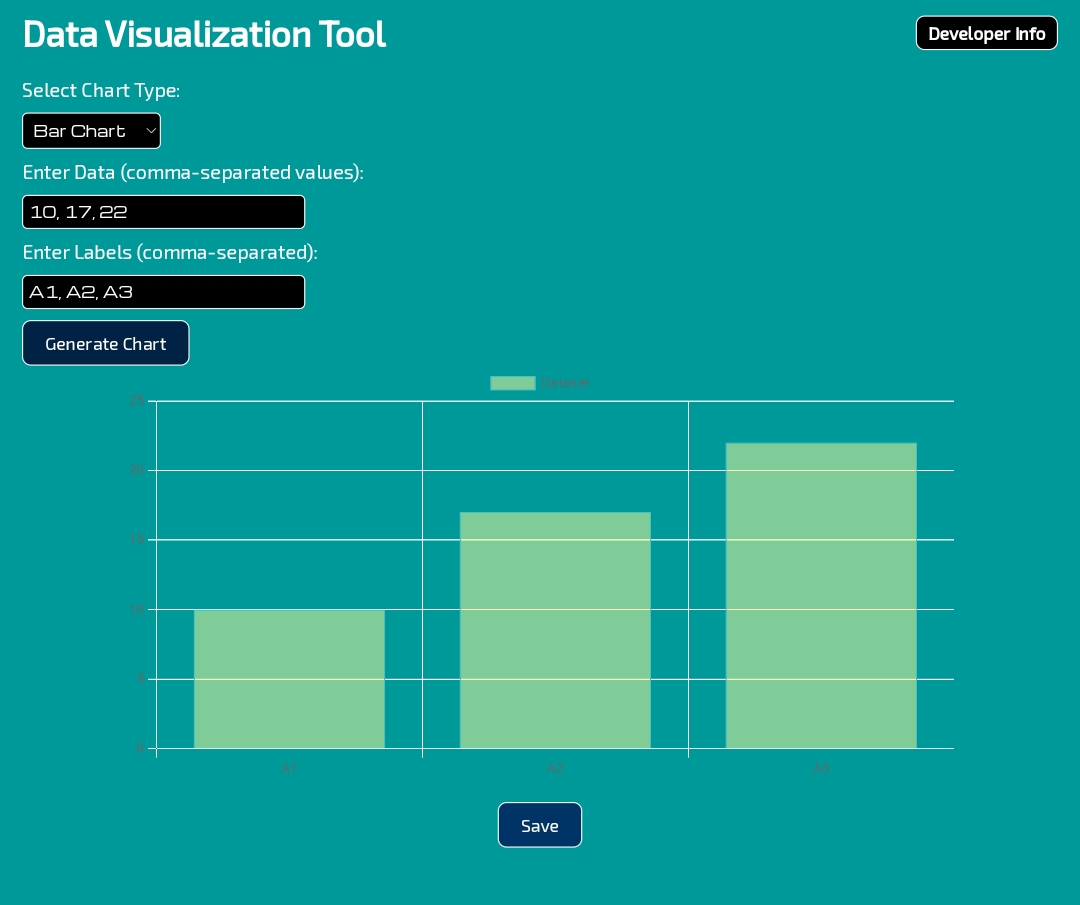 Data Visualization Tool
Developer Info
Select Chart Type:
Bar Chart
Enter Data (comma-separated values):
10, 17, 22
Enter Labels (comma-separated):
A1, A2, A3
Generate Chart
Dataset
25
20
15
10
5
0
A1 A2 A3
Save